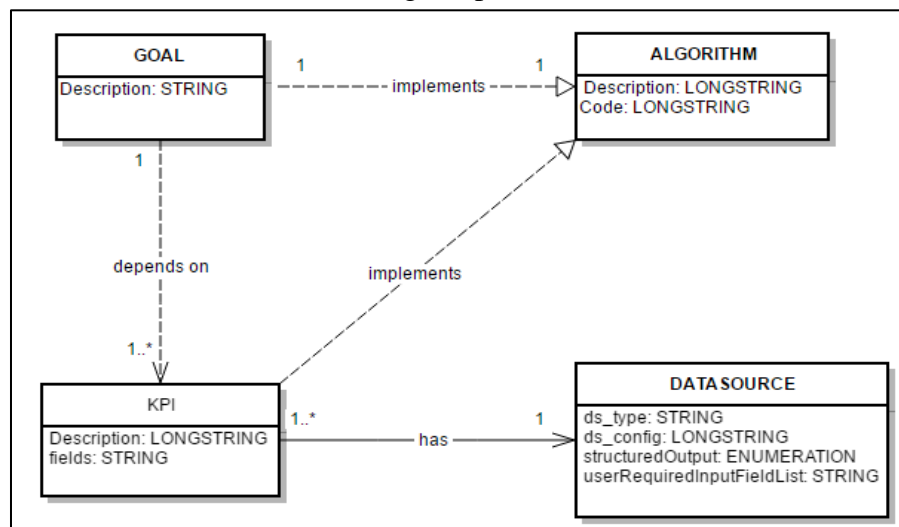 GOAL
Description: STRING
1
1
implements
1
ALGORITHM
Description: LONGSTRING
Code: LONGSTRING
depends on
implements
1..*
KPI
Description: LONGSTRING
fields: STRING
1..*
has
1
DATASOURCE
ds_type: STRING
ds_config: LONGSTRING
structuredOutput: ENUMERATION
userRequiredInputFieldList: STRING